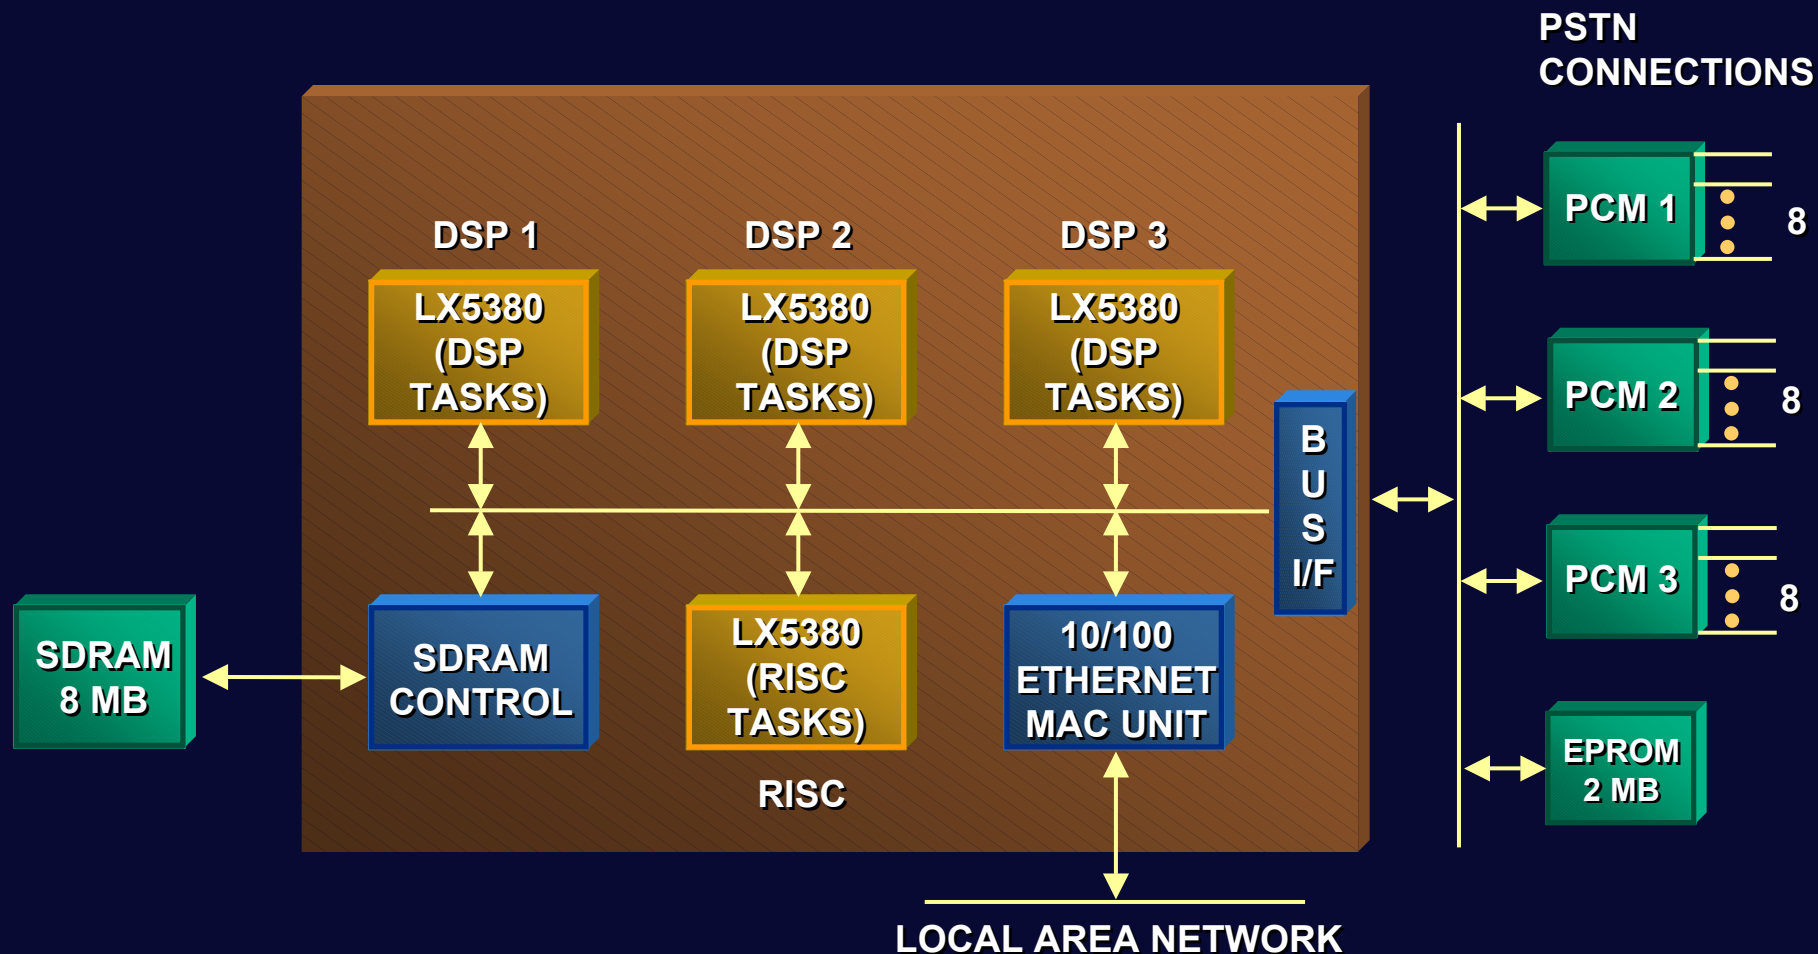 PSTN
CONNECTIONS
DSP 1
DSP 2
DSP 3
LX5380
(DSP
TASKS)
LX5380
(DSP
TASKS)
LX5380
(DSP
TASKS)
B
U
S
I/F
PCM 1
8
PCM 2
8
PCM 3
8
EPROM
2 MB
SDRAM
8 MB
SDRAM
CONTROL
LX5380
(RISC
TASKS)
RISC
10/100
ETHERNET
MAC UNIT
LOCAL AREA NETWORK